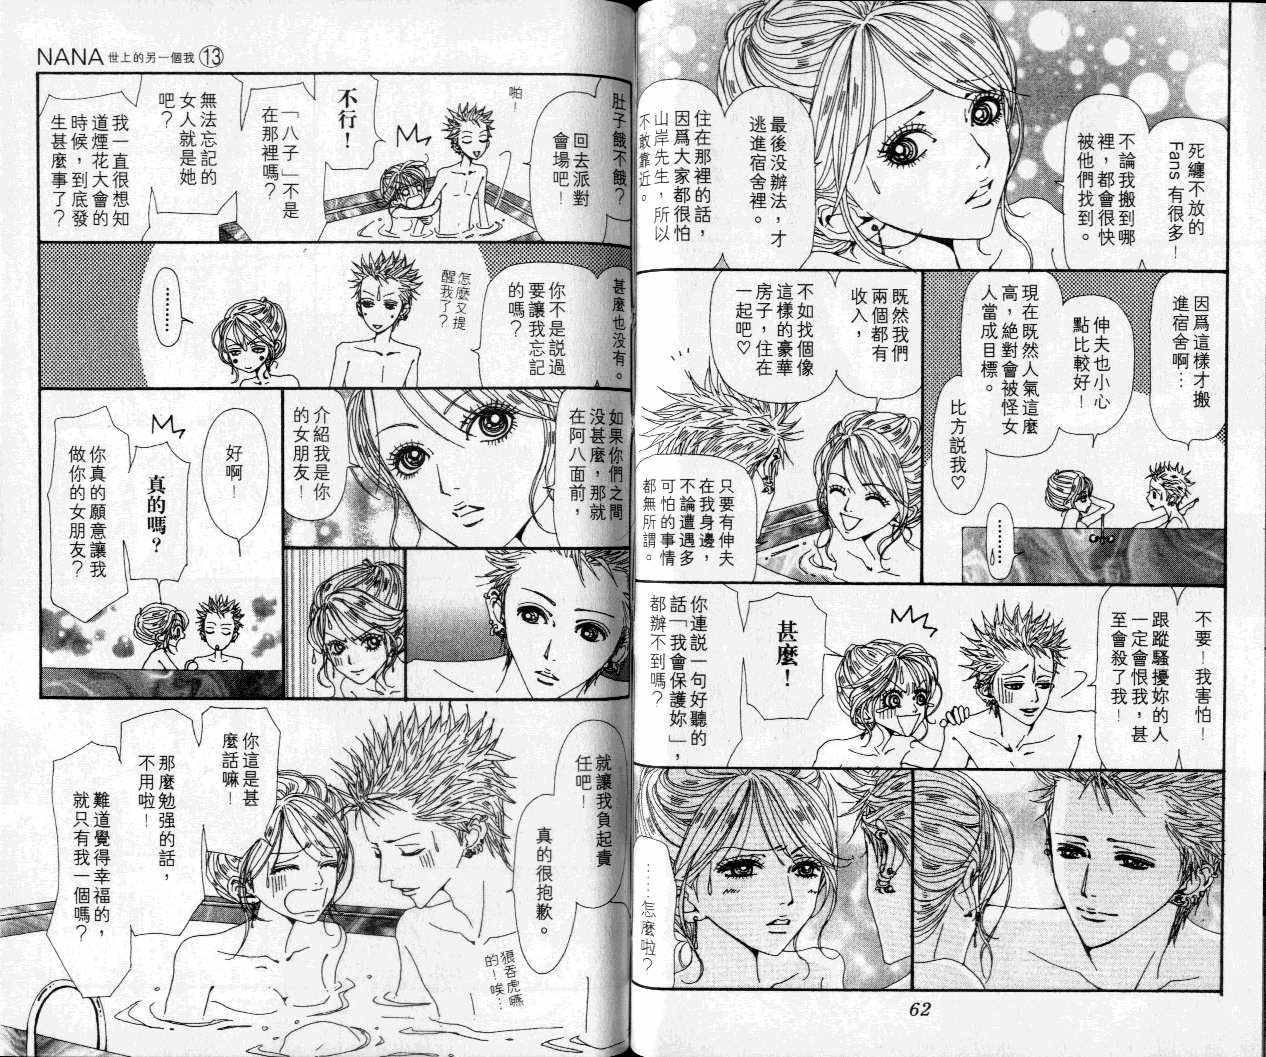 死纏不放的
Fans有很多—
不論我搬到哪
裡，都會很快
被他們找到。
最後没辦法，才
逃進宿舍裡。
住在那裡的話，
因爲大家都很怕
山岸先生，所以
不敢靠近。
因爲這樣才搬
進宿舍啊…
伸夫也小心
點比較好！
現在既然人氣這麼
高，絕對會被怪女
人當成目標。
比方説我♡
………
既然我們
兩個都有
收入，
不如找個像
這樣的豪華
房子，住在
一起吧♡
只要有伸夫
在我身邊，
不論遭遇多
可怕的事情
都無所謂。
不要—我害怕！
跟蹤騷擾妳的人
一定會恨我，甚
至會殺了我！
甚麼！
你連説一句好聽的
話「我會保護妳」，
都辦不到嗎？
……怎麼啦？
62
NANA 世上的另一個我 ⑬
肚子餓不餓？
回去派對
會場吧！
啪！
不行！
「八子」不是
在那裡嗎？
無法忘記的
女人就是她
吧？
我一直很想知
道煙花大會的
時候，到底發
生甚麼事了？
甚麼也没有。
你不是説過
要讓我忘記
的嗎？
怎麼又提
醒我了？
………
如果你們之間
没甚麼，那就
在阿八面前，
介紹我是你
的女朋友！
好啊！
真的嗎？
你真的願意讓我
做你的女朋友？
就讓我負起責
任吧！
真的很抱歉。
狼吞虎嚥
的！唉…
你這是甚
麼話嘛！
那麼勉强的話，
不用啦！
難道覺得幸福的，
就只有我一個嗎？